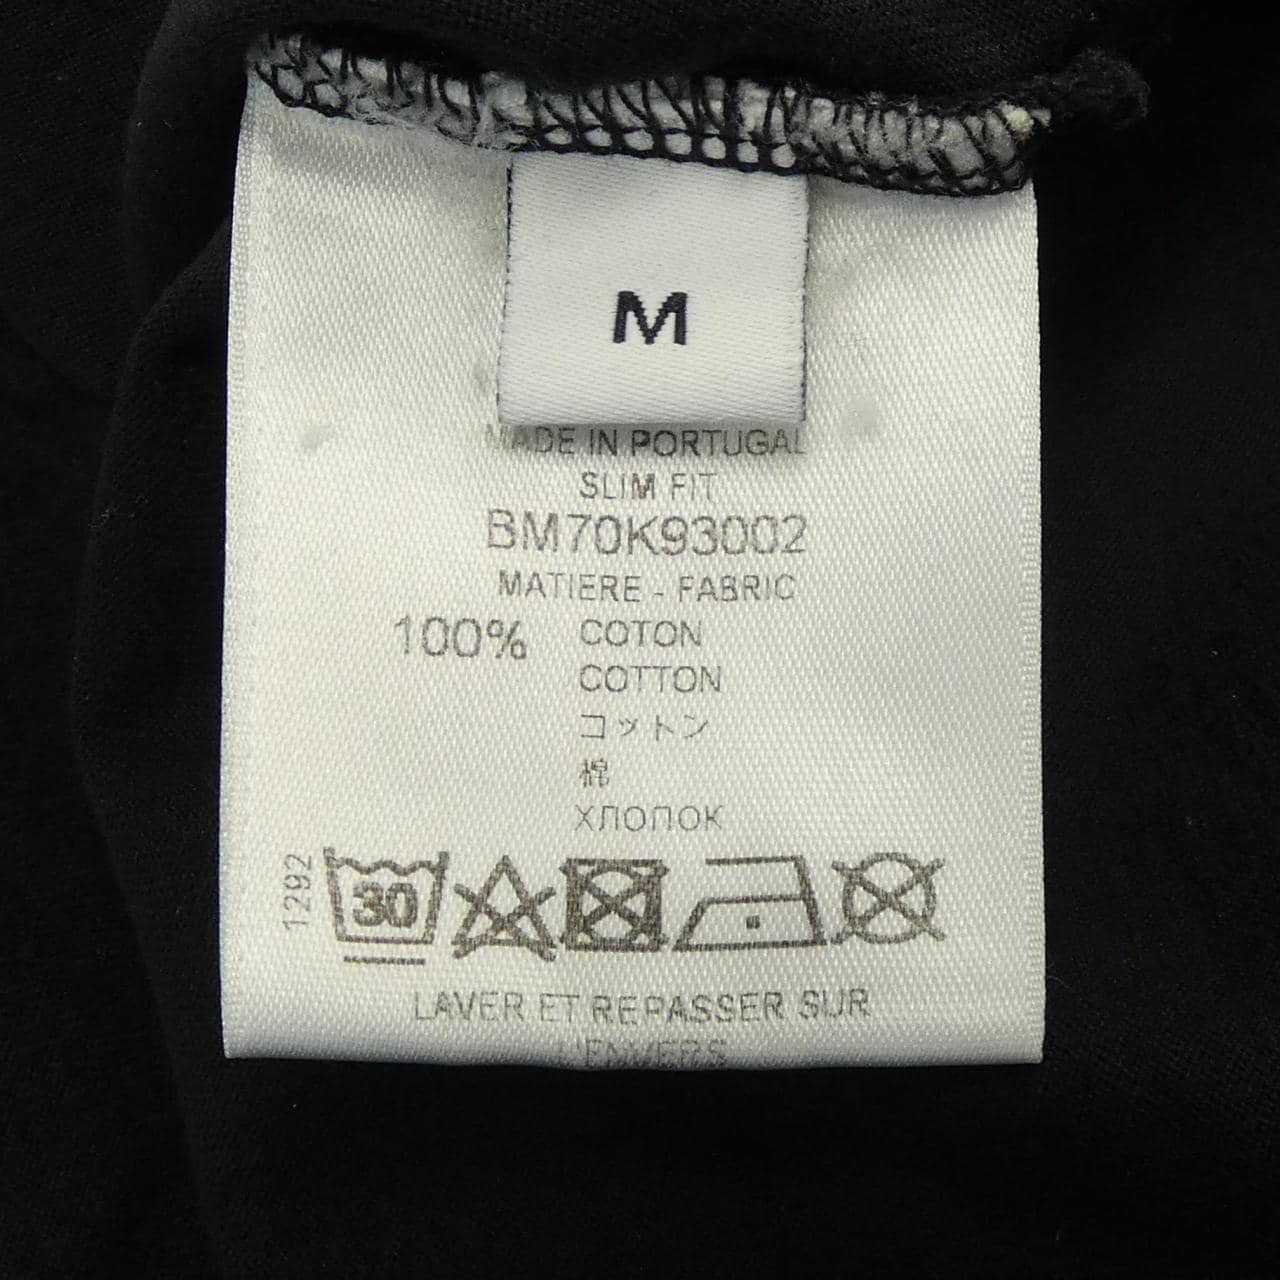 M
MADE IN PORTUGAL
SLIM FIT
BM70K93002
MATIERE - FABRIC
100% COTON
COTTON
コットン
棉
ХЛОПОК
1292
30
LAVER ET REPASSER SUR
L'ENVERS